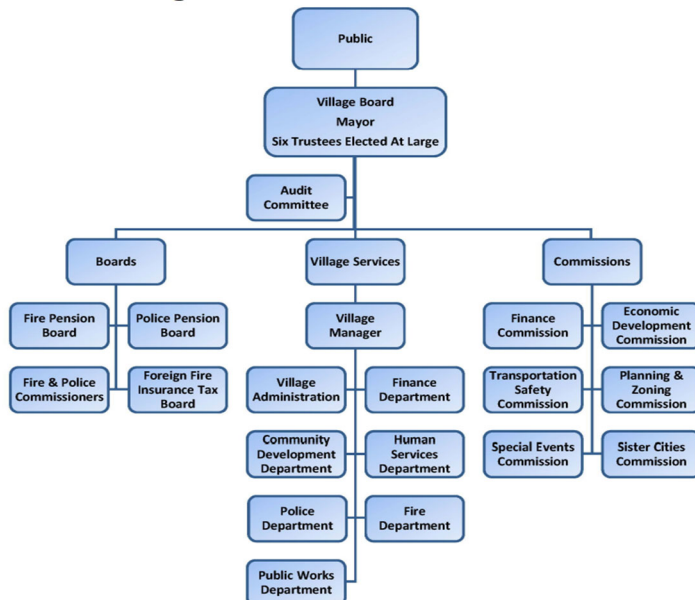 Public
Village Board
Mayor
Six Trustees Elected At Large
Audit
Committee
Boards
Village Services
Commissions
Fire Pension
Board
Police Pension
Board
Village
Manager
Finance
Commission
Economic
Development
Commission
Fire & Police
Commissioners
Foreign Fire
Insurance Tax
Board
Village
Administration
Finance
Department
Transportation
Safety
Commission
Planning &
Zoning
Commission
Community
Development
Department
Human
Services
Department
Special Events
Commission
Sister Cities
Commission
Police
Department
Fire
Department
Public Works
Department